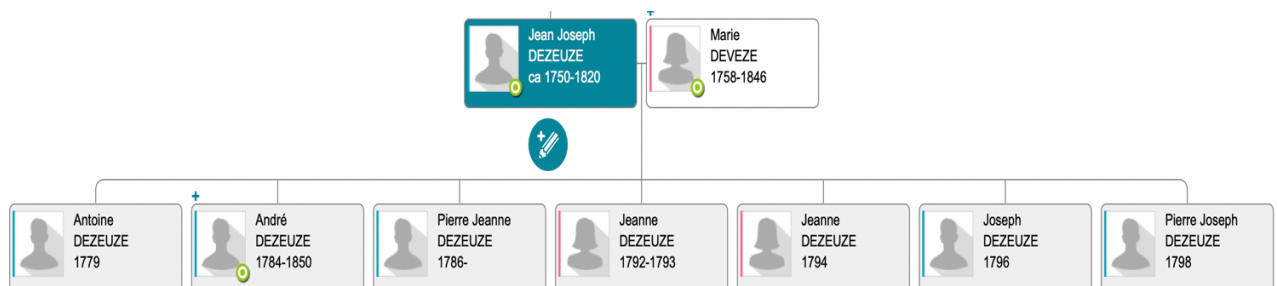 Jean Joseph
DEZEUZE
ca 1750-1820
Marie
DEVEZE
1758-1846
Antoine
DEZEUZE
1779
André
DEZEUZE
1784-1850
Pierre Jeanne
DEZEUZE
1786-
Jeanne
DEZEUZE
1792-1793
Jeanne
DEZEUZE
1794
Joseph
DEZEUZE
1796
Pierre Joseph
DEZEUZE
1798